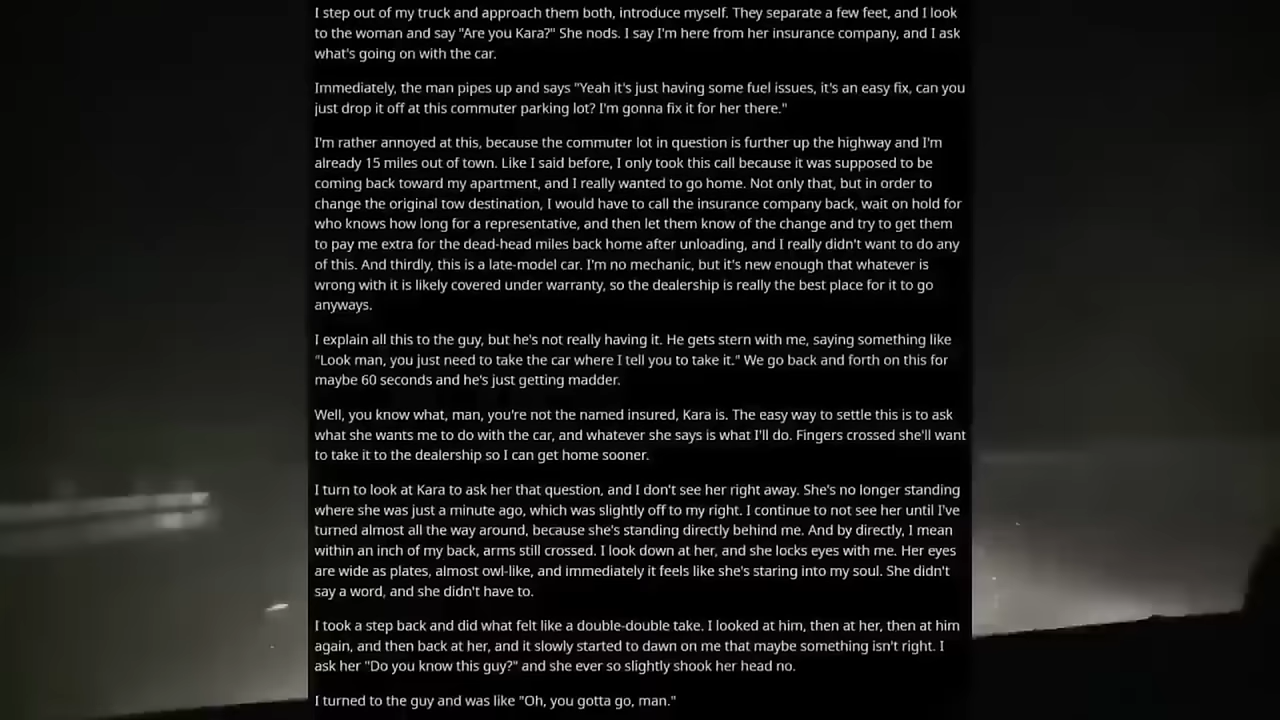 I step out of my truck and approach them both, introduce myself. They separate a few feet, and I look
to the woman and say "Are you Kara?" She nods. I say I'm here from her insurance company, and I ask
what's going on with the car.
Immediately, the man pipes up and says "Yeah it's just having some fuel issues, it's an easy fix, can you
just drop it off at this commuter parking lot? I'm gonna fix it for her there."
I'm rather annoyed at this, because the commuter lot in question is further up the highway and I'm
already 15 miles out of town. Like I said before, I only took this call because it was supposed to be
coming back toward my apartment, and I really wanted to go home. Not only that, but in order to
change the original tow destination, I would have to call the insurance company back, wait on hold for
who knows how long for a representative, and then let them know of the change and try to get them
to pay me extra for the dead-head miles back home after unloading, and I really didn't want to do any
of this. And thirdly, this is a late-model car. I'm no mechanic, but it's new enough that whatever is
wrong with it is likely covered under warranty, so the dealership is really the best place for it to go
anyways.
I explain all this to the guy, but he's not really having it. He gets stern with me, saying something like
"Look man, you just need to take the car where I tell you to take it." We go back and forth on this for
maybe 60 seconds and he's just getting madder.
Well, you know what, man, you're not the named insured, Kara is. The easy way to settle this is to ask
what she wants me to do with the car, and whatever she says is what I'll do. Fingers crossed she'll want
to take it to the dealership so I can get home sooner.
I turn to look at Kara to ask her that question, and I don't see her right away. She's no longer standing
where she was just a minute ago, which was slightly off to my right. I continue to not see her until I've
turned almost all the way around, because she's standing directly behind me. And by directly, I mean
within an inch of my back, arms still crossed. I look down at her, and she locks eyes with me. Her eyes
are wide as plates, almost owl-like, and immediately it feels like she's staring into my soul. She didn't
say a word, and she didn't have to.
I took a step back and did what felt like a double-double take. I looked at him, then at her, then at him
again, and then back at her, and it slowly started to dawn on me that maybe something isn't right. I
ask her "Do you know this guy?" and she ever so slightly shook her head no.
I turned to the guy and was like "Oh, you gotta go, man."